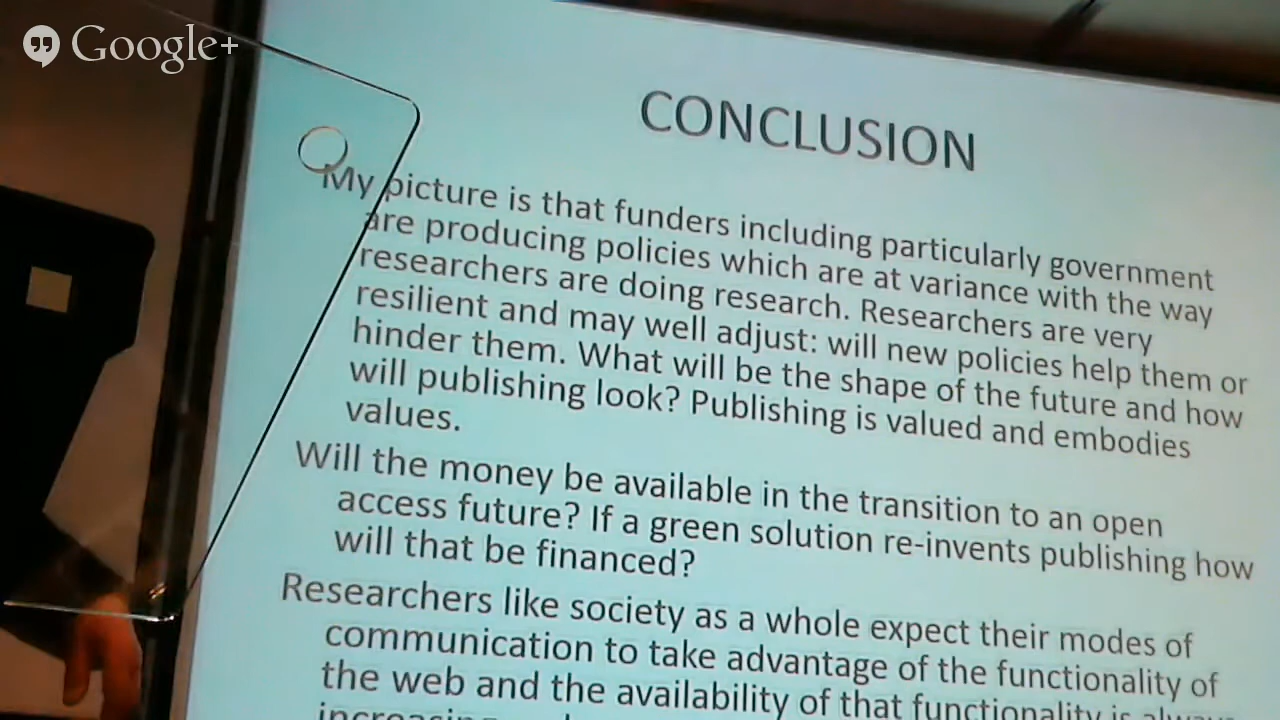 Google+
CONCLUSION
My picture is that funders including particularly government
are producing policies which are at variance with the way
researchers are doing research. Researchers are very
resilient and may well adjust: will new policies help them or
hinder them. What will be the shape of the future and how
will publishing look? Publishing is valued and embodies
values.
Will the money be available in the transition to an open
access future? If a green solution re-invents publishing how
will that be financed?
Researchers like society as a whole expect their modes of
communication to take advantage of the functionality of
the web and the availability of that functionality is always